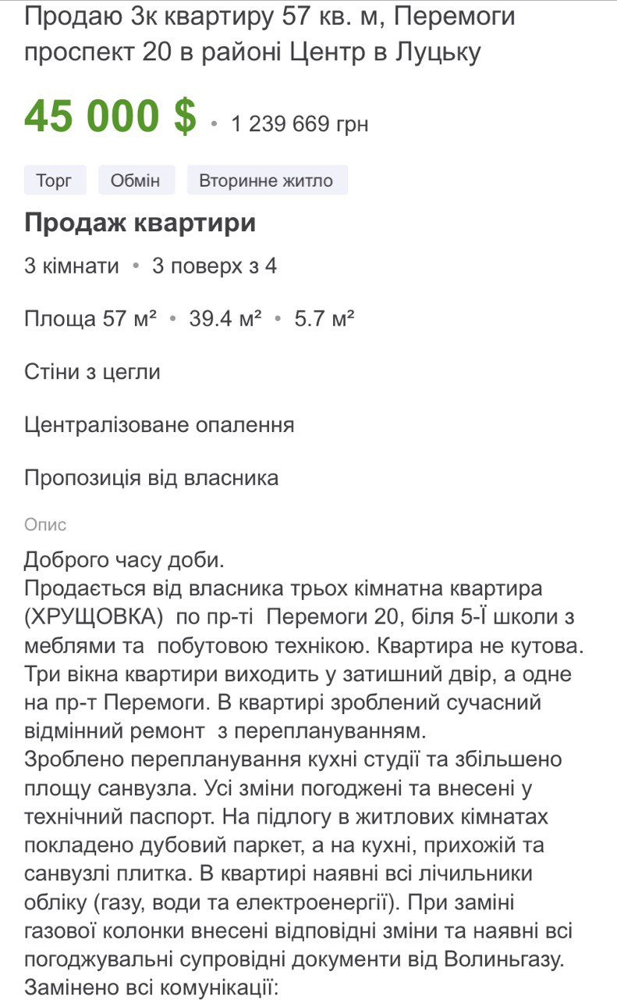 Продаю 3к квартиру 57 кв. м, Перемоги
проспект 20 в районі Центр в Луцьку
45 000 $ • 1 239 669 грн
Торг Обмін Вторинне житло
Продаж квартири
3 кімнати • 3 поверх з 4
Площа 57 м² • 39.4 м² • 5.7 м²
Стіни з цегли
Централізоване опалення
Пропозиція від власника
Опис
Доброго часу доби.
Продається від власника трьох кімнатна квартира
(ХРУЩОВКА)  по пр-ті  Перемоги 20, біля 5-Ї школи з
меблями та  побутовою технікою. Квартира не кутова.
Три вікна квартири виходить у затишний двір, а одне
на пр-т Перемоги. В квартирі зроблений сучасний
відмінний ремонт  з переплануванням.
Зроблено перепланування кухні студії та збільшено
площу санвузла. Усі зміни погоджені та внесені у
технічний паспорт. На підлогу в житлових кімнатах
покладено дубовий паркет, а на кухні, прихожій та
санвузлі плитка. В квартирі наявні всі лічильники
обліку (газу, води та електроенергії). При заміні
газової колонки внесені відповідні зміни та наявні всі
погоджувальні супровідні документи від Волиньгазу.
Замінено всі комунікації: